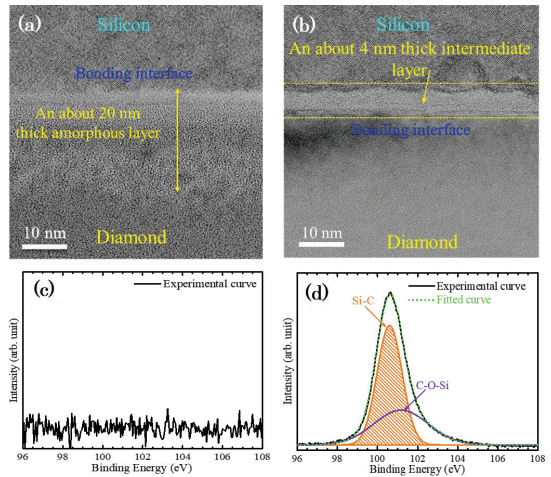 (a)
Silicon
Bonding interface
An about 20 nm
thick amorphous layer
10 nm
Diamond
(b)
Silicon
An about 4 nm thick intermediate
layer
Bonding interface
10 nm
Diamond
(c)
Experimental curve
Intensity (arb. unit)
96 98 100 102 104 106 108
Binding Energy (eV)
(d)
Experimental curve
Fitted curve
Si-C
C-O-Si
Intensity (arb. unit)
96 98 100 102 104 106 108
Binding Energy (eV)